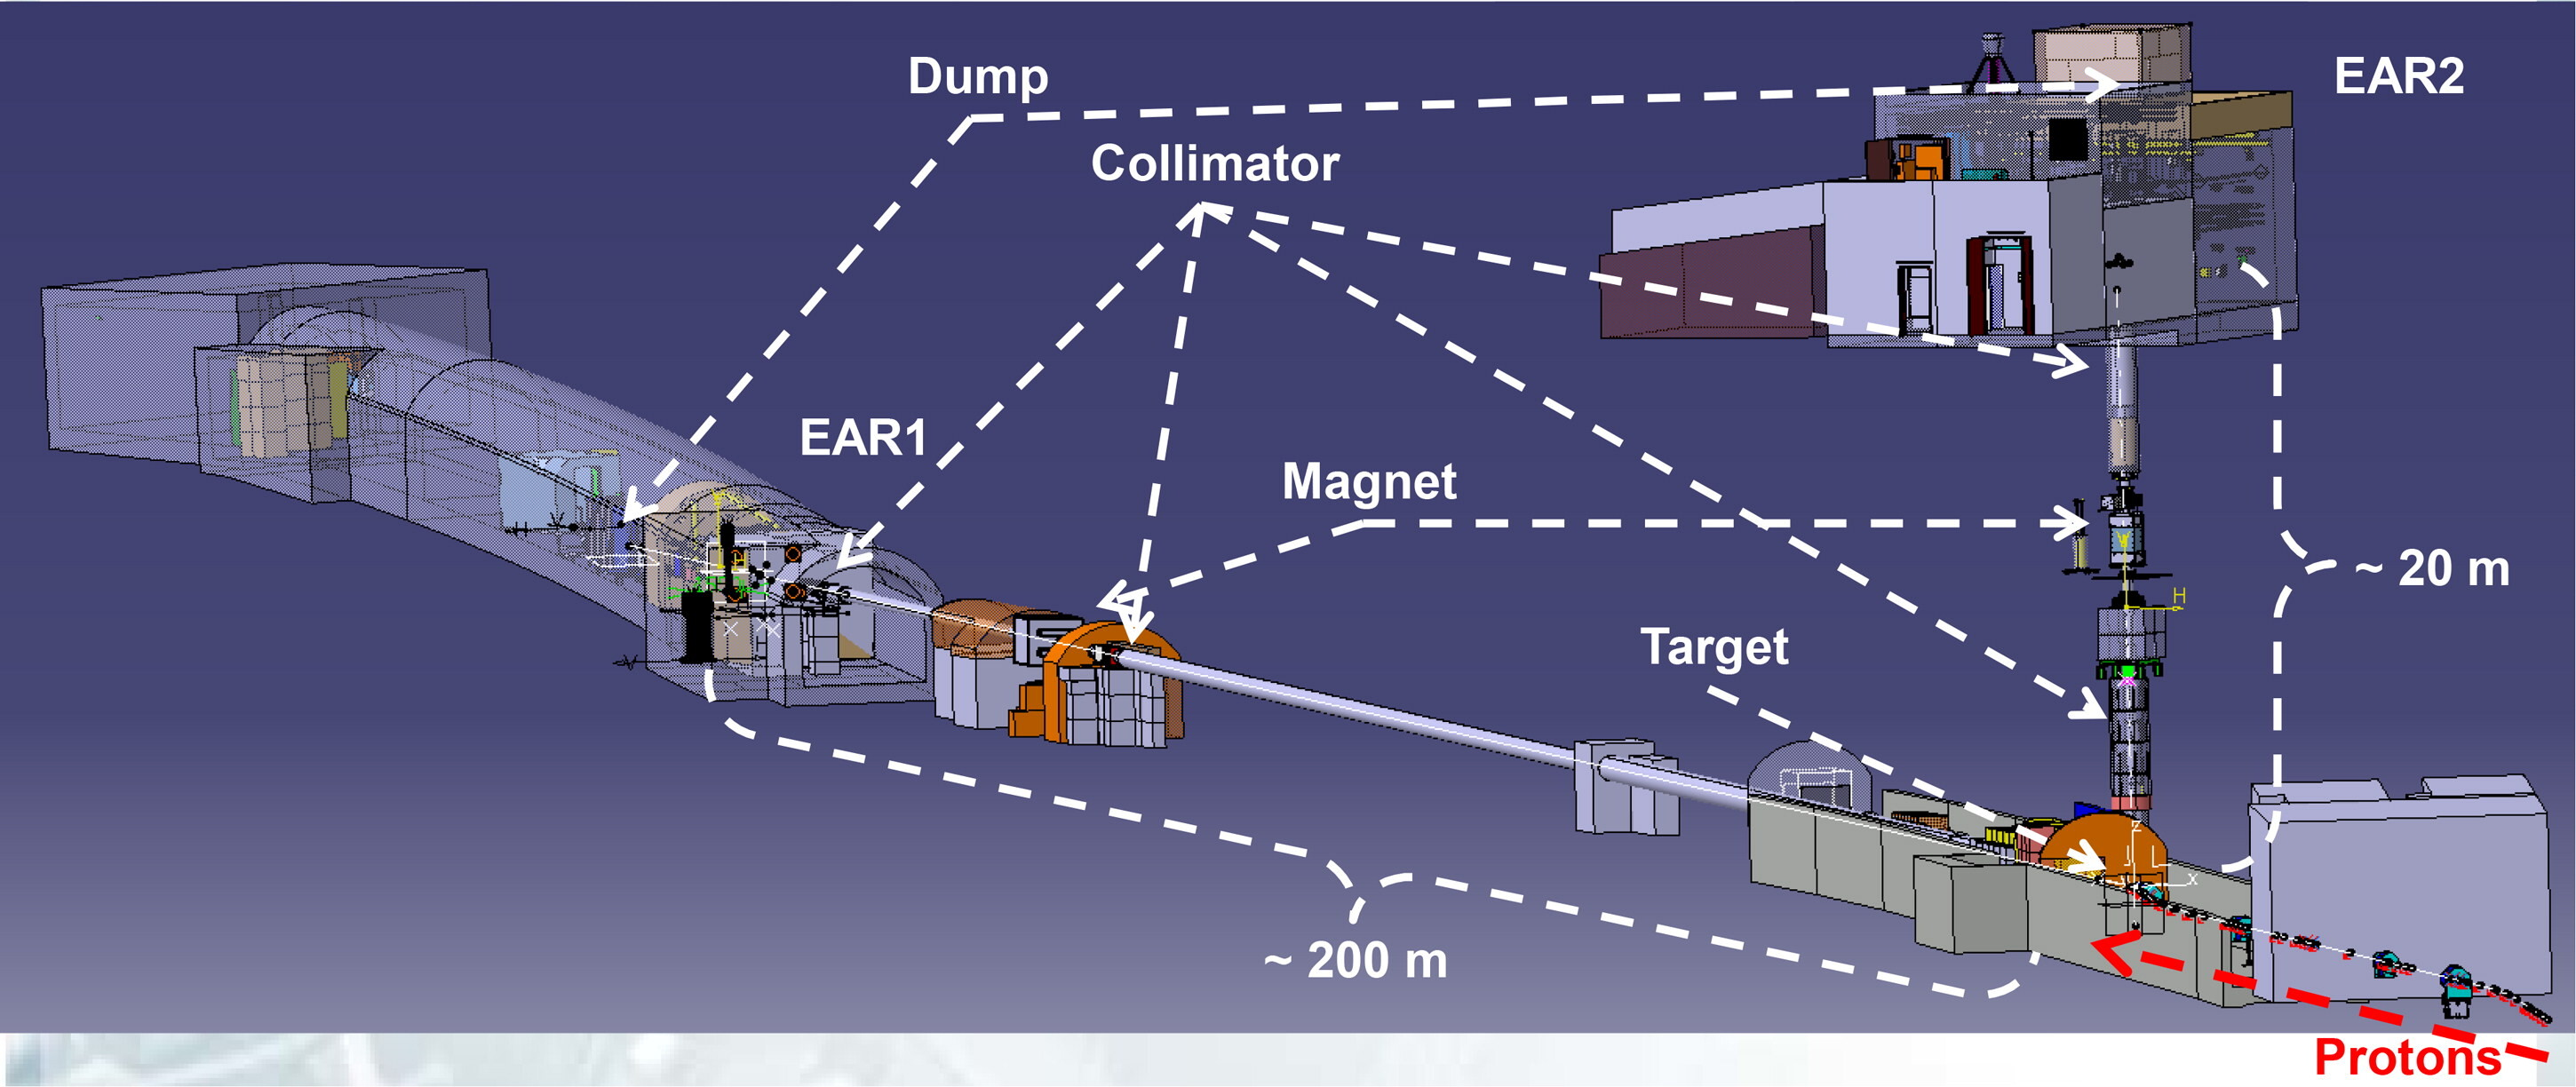 Dump
EAR2
Collimator
EAR1
Magnet
~ 20 m
H
Target
Z
X
~ 200 m
Protons